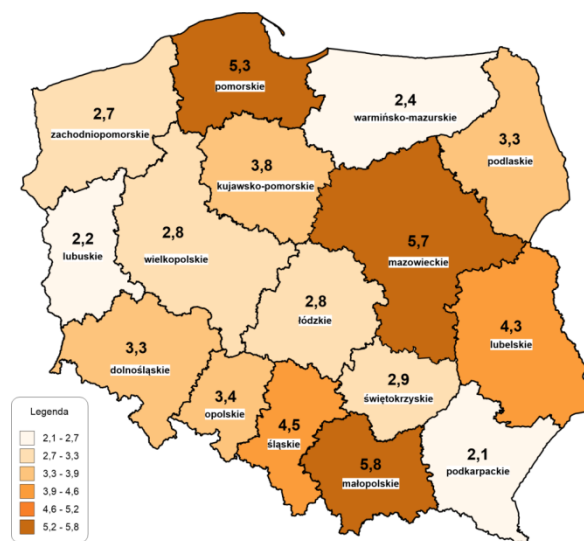 5,3
pomorskie
2,4
warmińsko-mazurskie
2,7
zachodniopomorskie
3,3
podlaskie
3,8
kujawsko-pomorskie
2,2
lubuskie
2,8
wielkopolskie
5,7
mazowieckie
2,8
łódzkie
4,3
lubelskie
3,3
dolnośląskie
3,4
opolskie
2,9
świętokrzyskie
4,5
śląskie
5,8
małopolskie
2,1
podkarpackie
Legenda
2,1 - 2,7
2,7 - 3,3
3,3 - 3,9
3,9 - 4,6
4,6 - 5,2
5,2 - 5,8